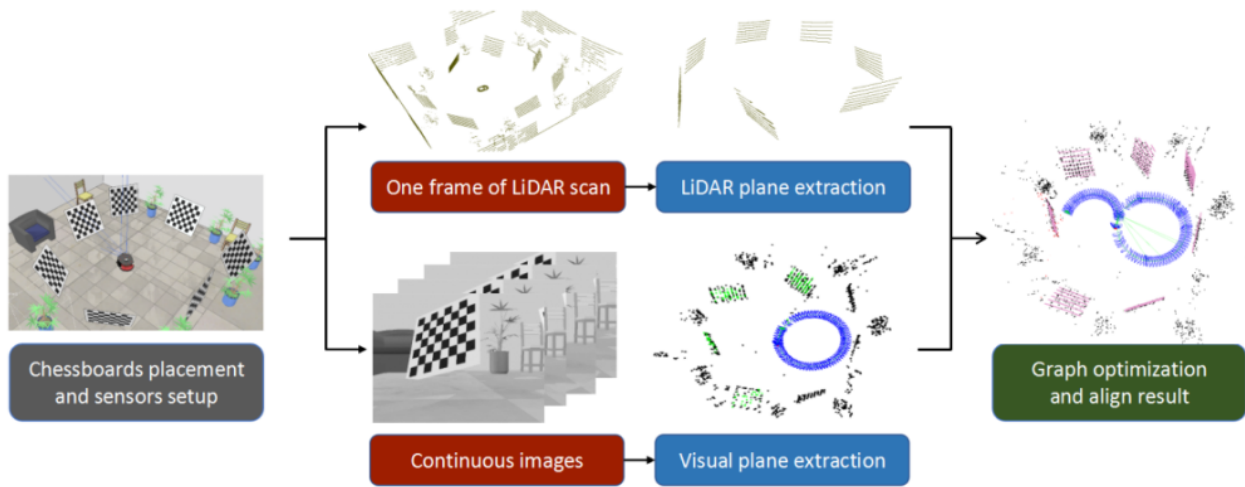 One frame of LiDAR scan
LiDAR plane extraction
Chessboards placement
and sensors setup
Graph optimization
and align result
Continuous images
Visual plane extraction